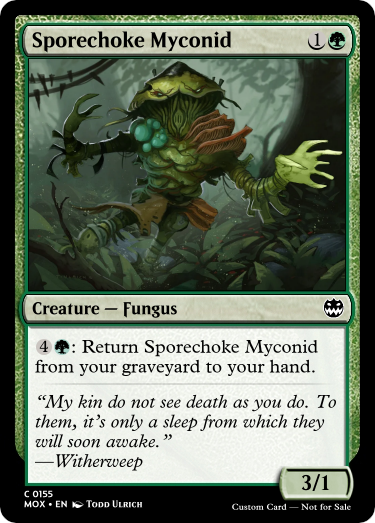 Sporechoke Myconid 1
Creature — Fungus
4: Return Sporechoke Myconid
from your graveyard to your hand.
“My kin do not see death as you do. To
them, it’s only a sleep from which they
will soon awake.”
—Witherweep
3/1
C 0155
MOX • EN Todd Ulrich
Custom Card — Not for Sale